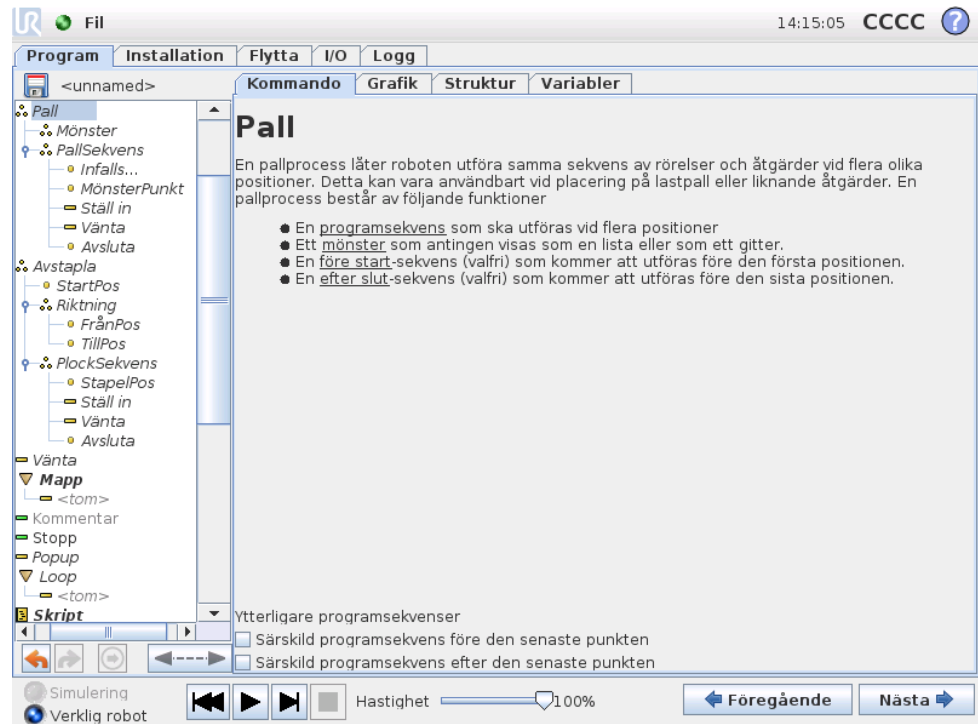 UR Fil 14:15:05 CCCC ?
Program Installation Flytta I/O Logg
<unnamed>
Kommando Grafik Struktur Variabler
Pall
Mönster
PallSekvens
Infalls...
MönsterPunkt
Ställ in
Vänta
Avsluta
Avstapla
StartPos
Riktning
FrånPos
TillPos
PlockSekvens
StapelPos
Ställ in
Vänta
Avsluta
Vänta
Mapp
<tom>
Kommentar
Stopp
Popup
Loop
<tom>
Skript
Pall
En pallprocess låter roboten utföra samma sekvens av rörelser och åtgärder vid flera olika
positioner. Detta kan vara användbart vid placering på lastpall eller liknande åtgärder. En
pallprocess består av följande funktioner
En programsekvens som ska utföras vid flera positioner
Ett mönster som antingen visas som en lista eller som ett gitter.
En före start-sekvens (valfri) som kommer att utföras före den första positionen.
En efter slut-sekvens (valfri) som kommer att utföras före den sista positionen.
Ytterligare programsekvenser
Särskild programsekvens före den senaste punkten
Särskild programsekvens efter den senaste punkten
Simulering
Verklig robot
Hastighet 100%
Föregående Nästa